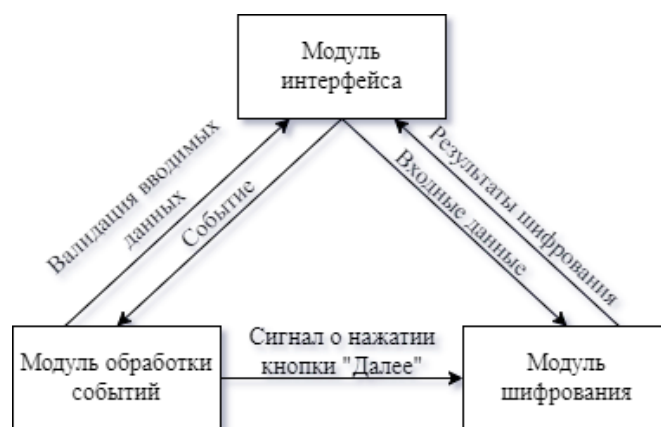 Модуль
интерфейса
Валидация вводимых
данных
Событие
Входные данные
Результаты шифрования
Модуль обработки
событий
Сигнал о нажатии
кнопки "Далее"
Модуль
шифрования